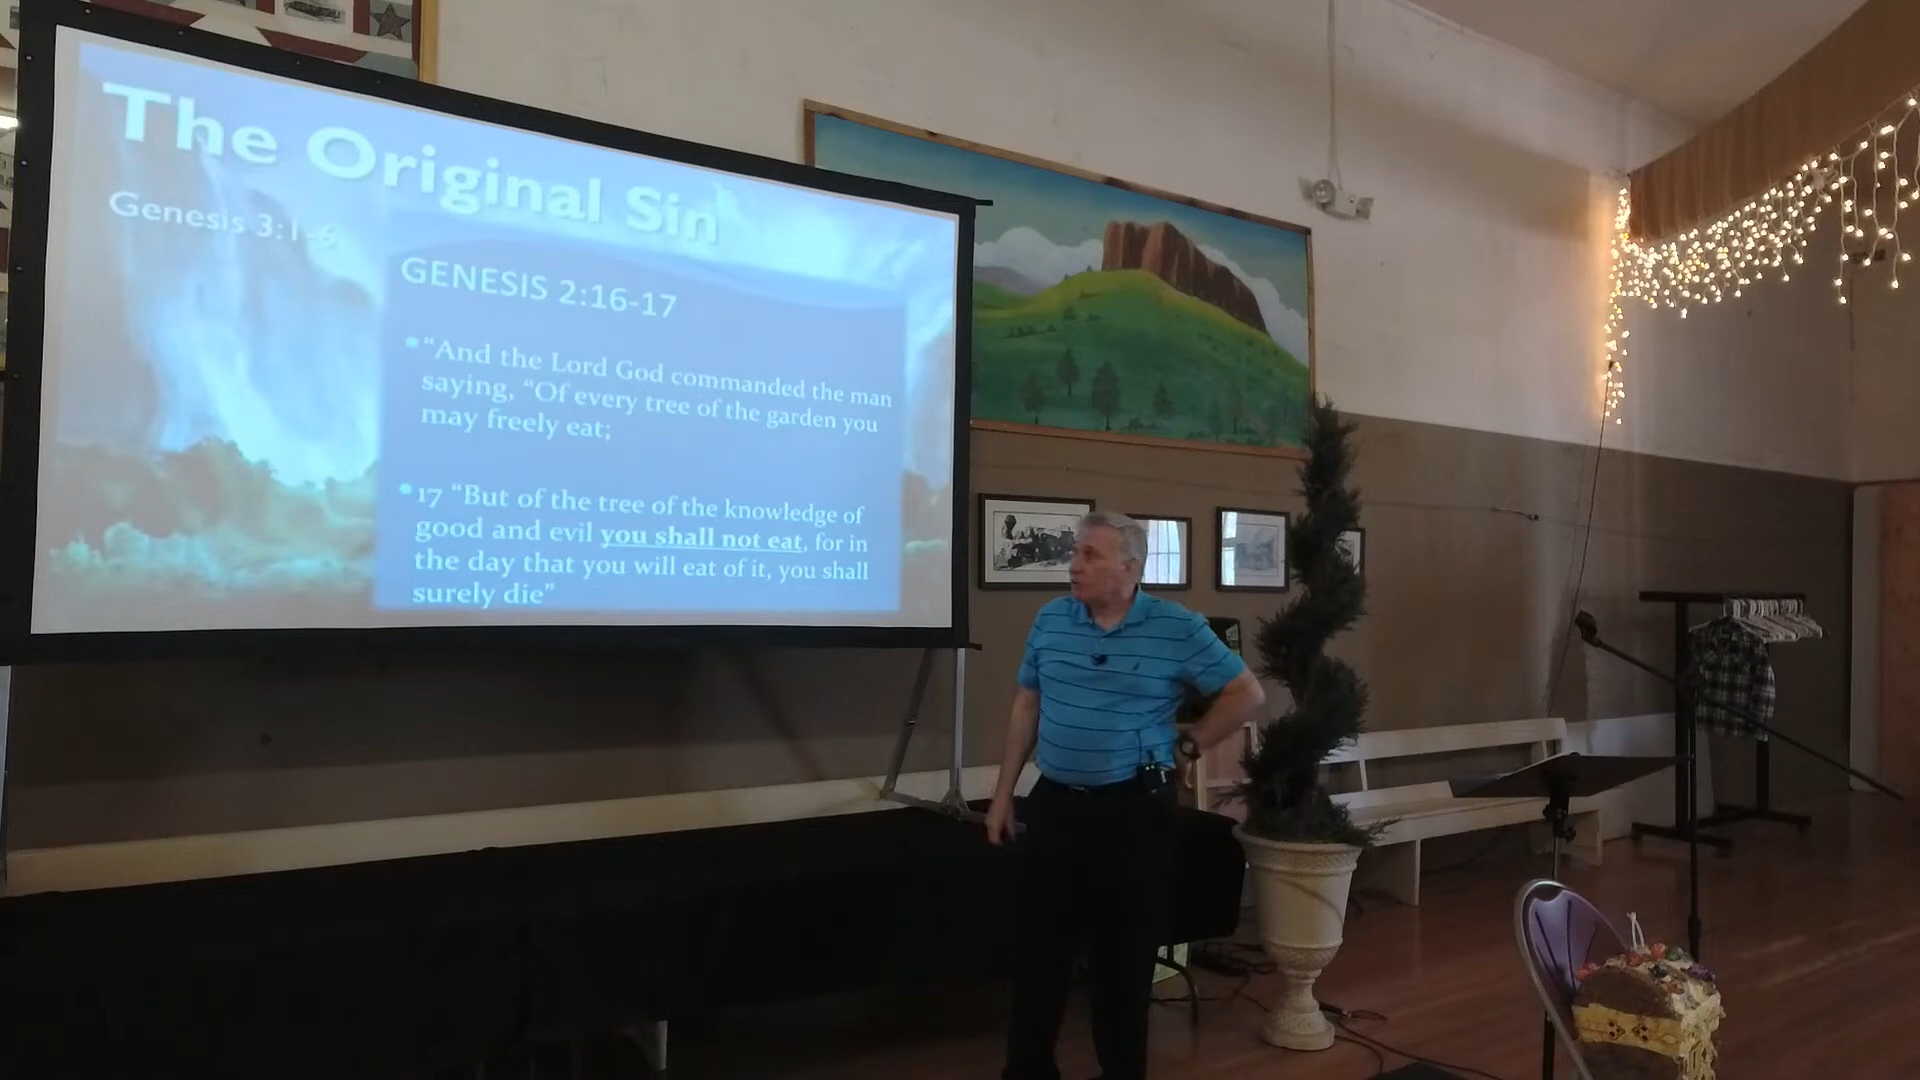 The Original Sin
Genesis 3:1-6
GENESIS 2:16-17
“And the Lord God commanded the man
saying, “Of every tree of the garden you
may freely eat;
17 “But of the tree of the knowledge of
good and evil you shall not eat, for in
the day that you will eat of it, you shall
surely die”